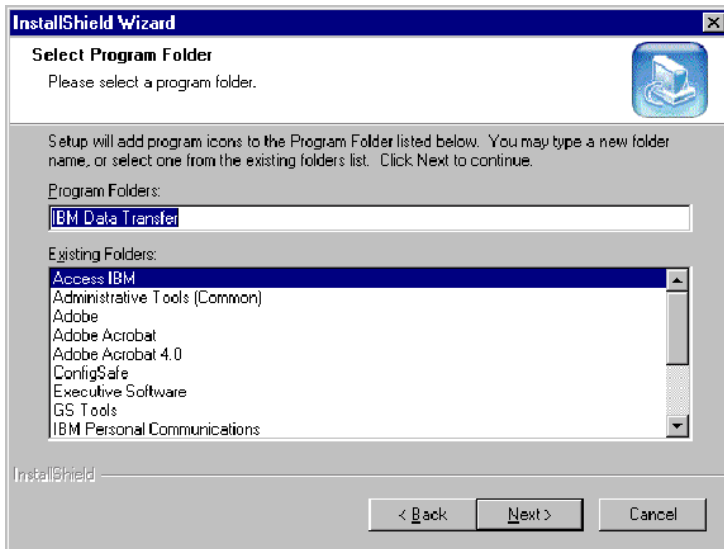 InstallShield Wizard
Select Program Folder
Please select a program folder.
Setup will add program icons to the Program Folder listed below. You may type a new folder
name, or select one from the existing folders list. Click Next to continue.
Program Folders:
IBM Data Transfer
Existing Folders:
Access IBM
Administrative Tools (Common)
Adobe
Adobe Acrobat
Adobe Acrobat 4.0
ConfigSafe
Executive Software
GS Tools
IBM Personal Communications
InstallShield
< Back
Next >
Cancel